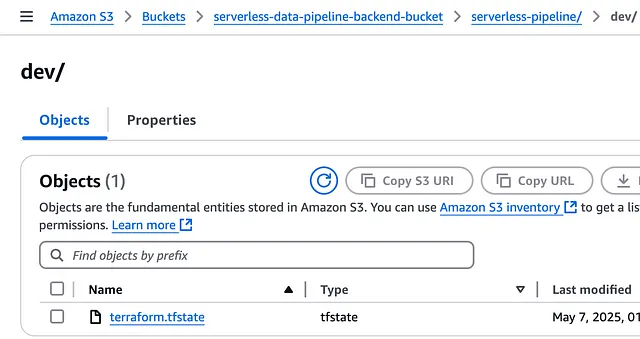 Amazon S3 > Buckets > serverless-data-pipeline-backend-bucket > serverless-pipeline/ > dev/
dev/
Objects Properties
Objects (1) Copy S3 URI Copy URL
Objects are the fundamental entities stored in Amazon S3. You can use Amazon S3 inventory to get a
permissions. Learn more
Find objects by prefix
Name Type Last modified
terraform.tfstate tfstate May 7, 2025, 01